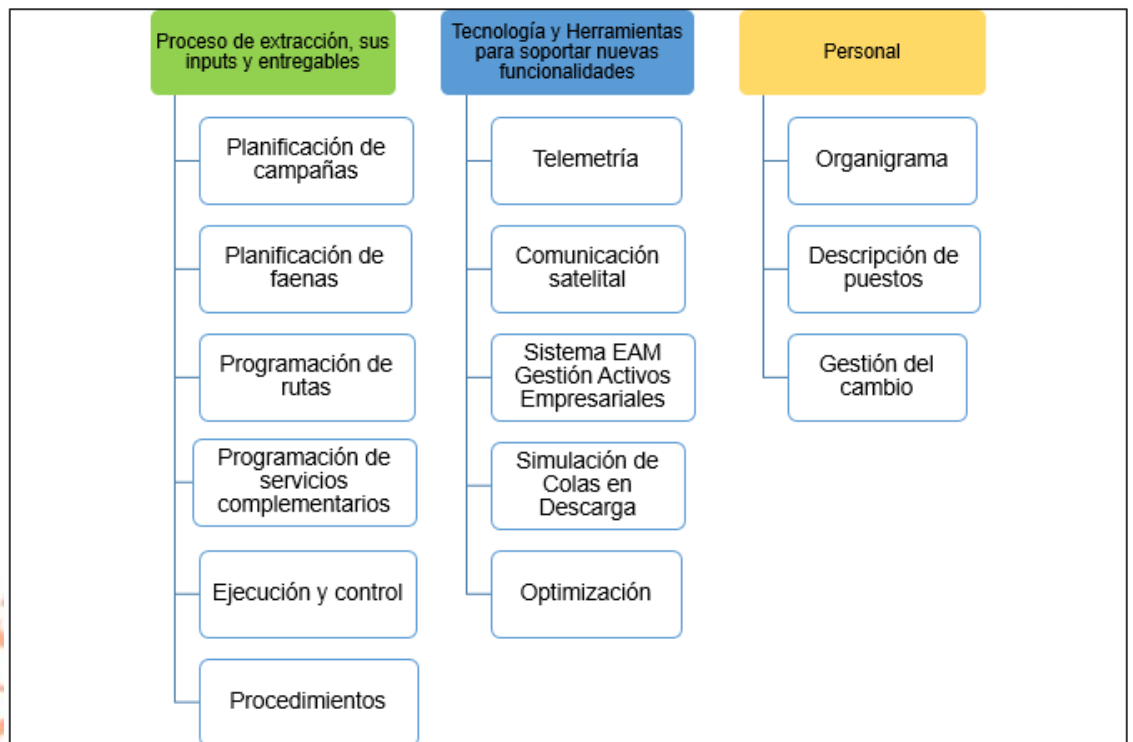 Proceso de extracción, sus
inputs y entregables
Planificación de
campañas
Planificación de
faenas
Programación de
rutas
Programación de
servicios
complementarios
Ejecución y control
Procedimientos
Tecnología y Herramientas
para soportar nuevas
funcionalidades
Telemetría
Comunicación
satelital
Sistema EAM
Gestión Activos
Empresariales
Simulación de
Colas en
Descarga
Optimización
Personal
Organigrama
Descripción de
puestos
Gestión del
cambio